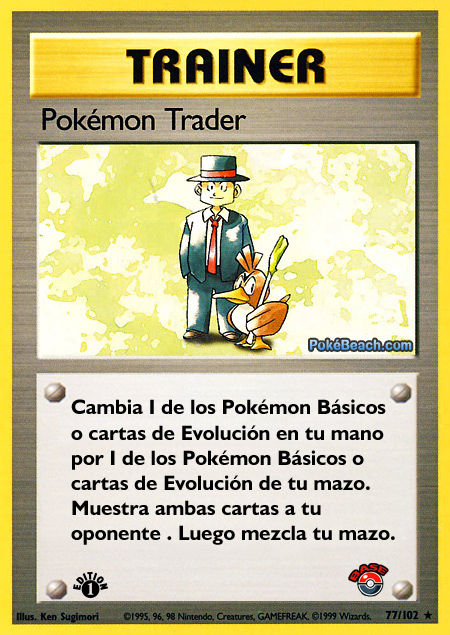 TRAINER
Pokémon Trader
PokéBeach.com
Cambia 1 de los Pokémon Básicos
o cartas de Evolución en tu mano
por 1 de los Pokémon Básicos o
cartas de Evolución de tu mazo.
Muestra ambas cartas a tu
oponente . Luego mezcla tu mazo.
EDITION
1
BASE
Illus. Ken Sugimori ©1995, 96, 98 Nintendo, Creatures, GAMEFREAK. ©1999 Wizards. 77/102 ★